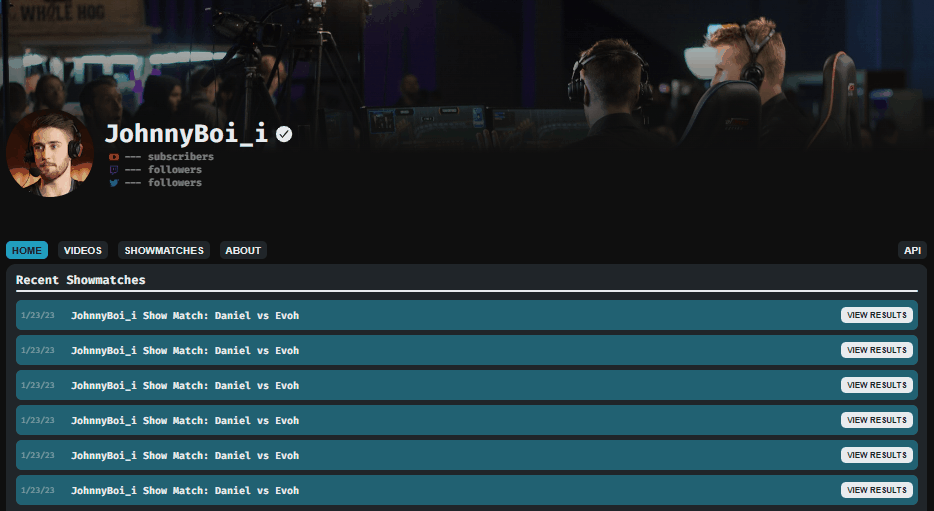 WHOLE HOG
JohnnyBoi_i
--- subscribers
--- followers
--- followers
HOME VIDEOS SHOWMATCHES ABOUT API
Recent Showmatches
1/23/23 JohnnyBoi_i Show Match: Daniel vs Evoh VIEW RESULTS
1/23/23 JohnnyBoi_i Show Match: Daniel vs Evoh VIEW RESULTS
1/23/23 JohnnyBoi_i Show Match: Daniel vs Evoh VIEW RESULTS
1/23/23 JohnnyBoi_i Show Match: Daniel vs Evoh VIEW RESULTS
1/23/23 JohnnyBoi_i Show Match: Daniel vs Evoh VIEW RESULTS
1/23/23 JohnnyBoi_i Show Match: Daniel vs Evoh VIEW RESULTS